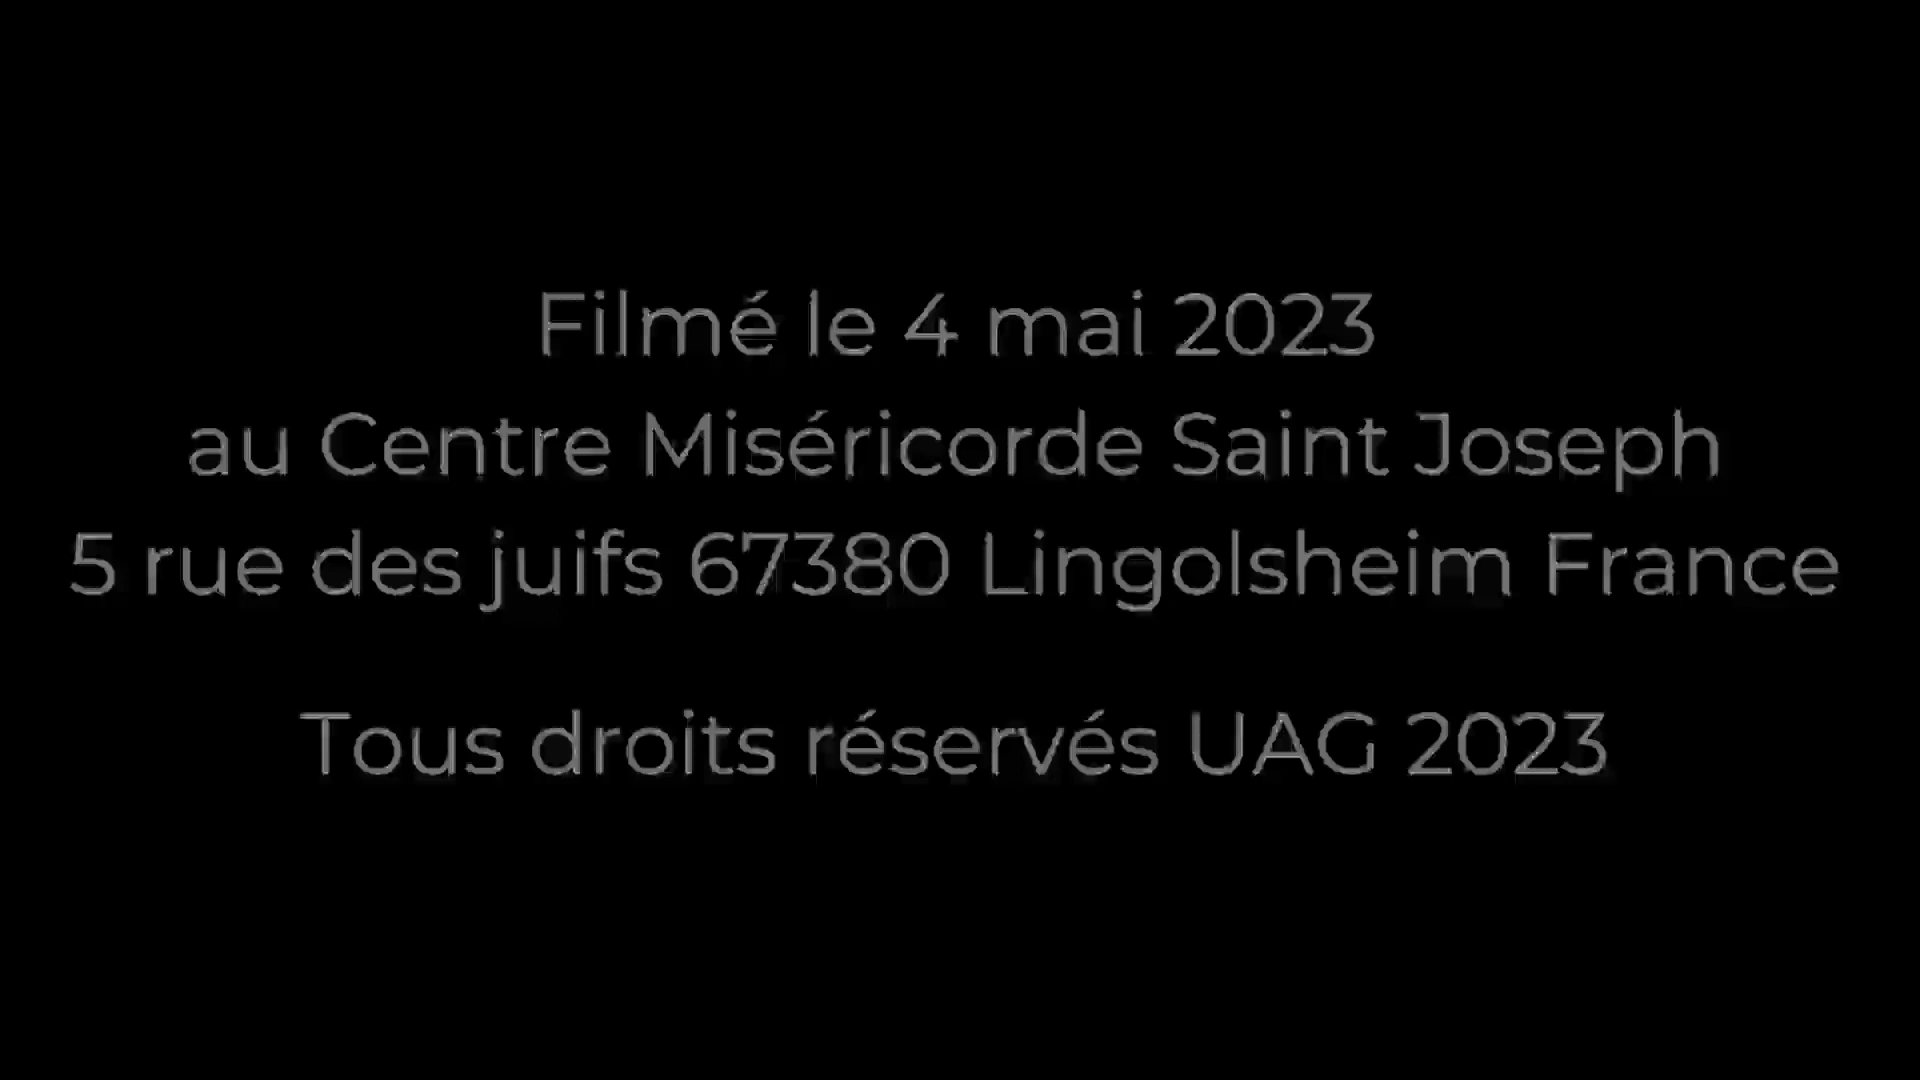 Filmé le 4 mai 2023
au Centre Miséricorde Saint Joseph
5 rue des juifs 67380 Lingolsheim France
Tous droits réservés UAG 2023